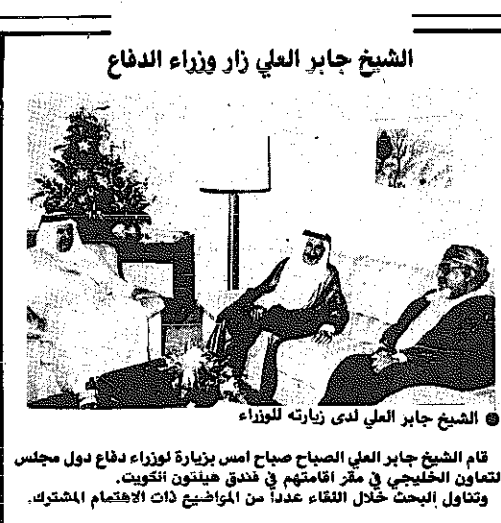 الشيخ جابر العلي زار وزراء الدفاع
● الشيخ جابر العلي لدى زيارته للوزراء
قام الشيخ جابر العلي الصباح صباح امس بزيارة لوزراء دفاع دول مجلس
لتعاون الخليجي في مقر اقامتهم في فندق هيلتون الكويت.
وتناول البحث خلال اللقاء عدداً من المواضيع ذات الاهتمام المشترك.